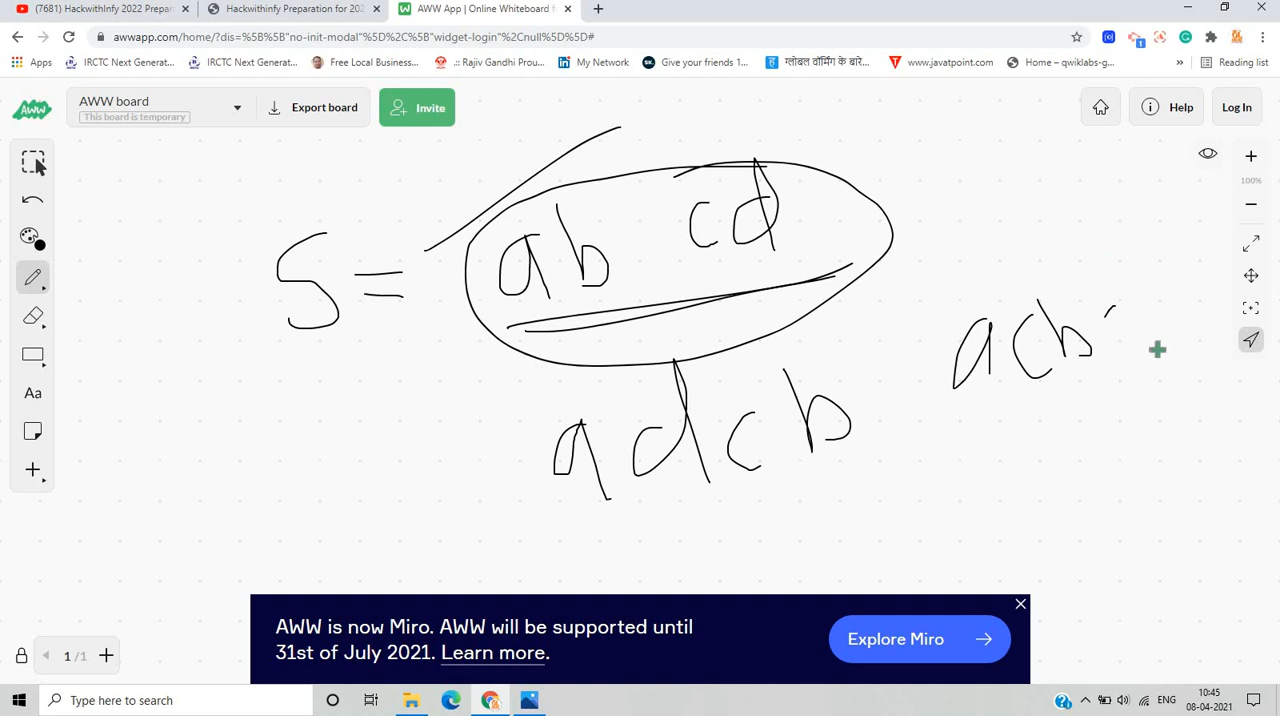 (7681) HackwithInfy 2022 Prepar
Hackwithinfy Preparation for 202
AWW App | Online Whiteboard f
awwapp.com/home/?dis=%5B%5B"no-init-modal"%5D%2C%5B"widget-login"%2Cnull%5D%5D#
Apps
IRCTC Next Generat...
IRCTC Next Generat...
Free Local Business...
.: Rajiv Gandhi Prou...
My Network
Give your friends 1...
ग्लोबल वॉर्मिंग के बारे...
www.javatpoint.com
Home – qwiklabs-g...
»
Reading list
AWW
AWW board
This board is temporary
Export board
Invite
Help
Log In
100%
S = ab cd
acb
adcb
Aa
AWW is now Miro. AWW will be supported until
31st of July 2021. Learn more.
Explore Miro
1/1
Type here to search
ENG
10:45
08-04-2021